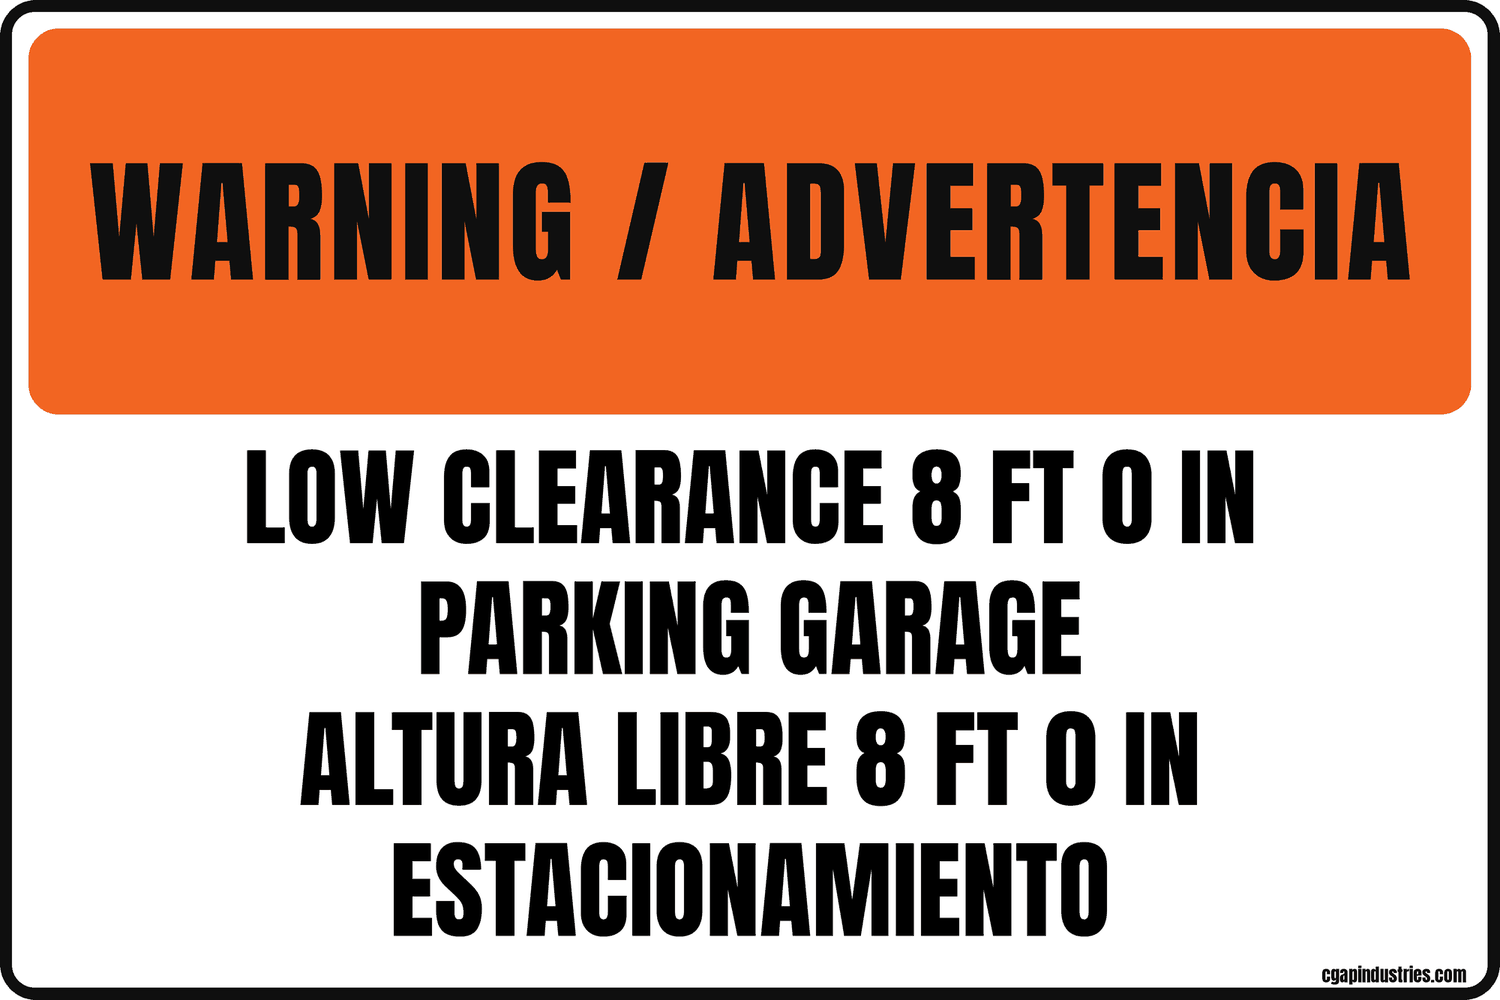 WARNING / ADVERTENCIA
LOW CLEARANCE 8 FT 0 IN
PARKING GARAGE
ALTURA LIBRE 8 FT 0 IN
ESTACIONAMIENTO
cgapindustries.com